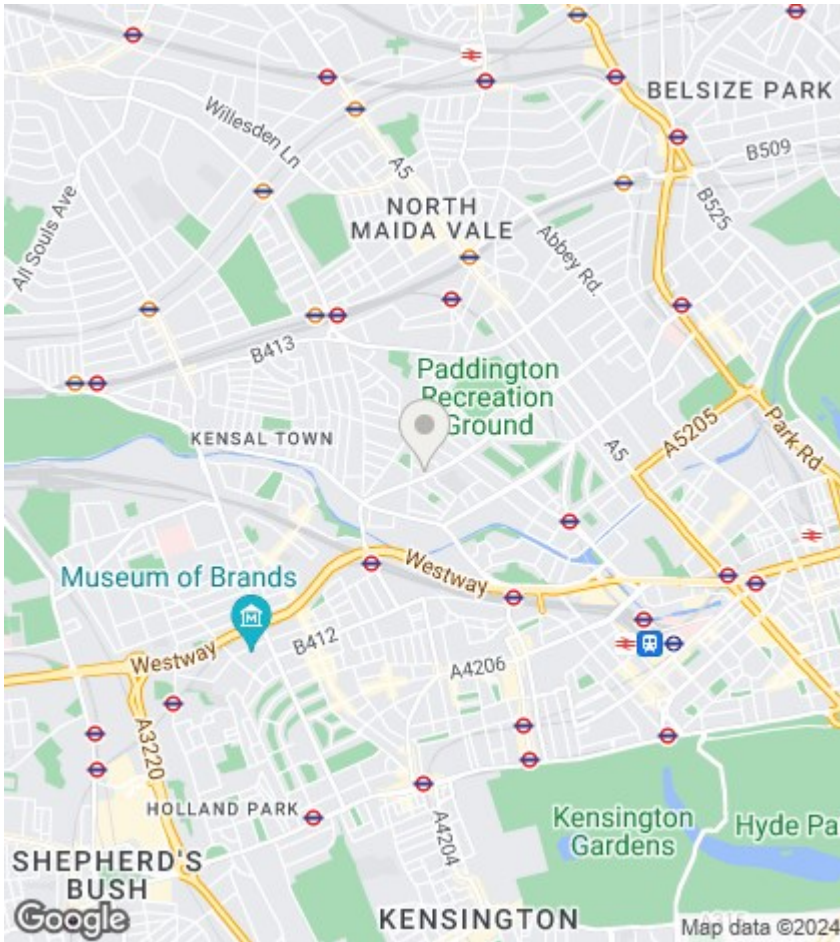 BELSIZE PARK
Willesden Ln
A5
B509
B525
All Souls Ave
NORTH
MAIDA VALE
Abbey Rd.
B413
Paddington
Recreation
Ground
KENSAL TOWN
A5
A5205
Park Rd
Museum of Brands
Westway
B412
Westway
A4206
A3220
HOLLAND PARK
A4204
Kensington
Gardens
Hyde Pa
SHEPHERD'S
BUSH
KENSINGTON
Google
A315
Map data ©2024